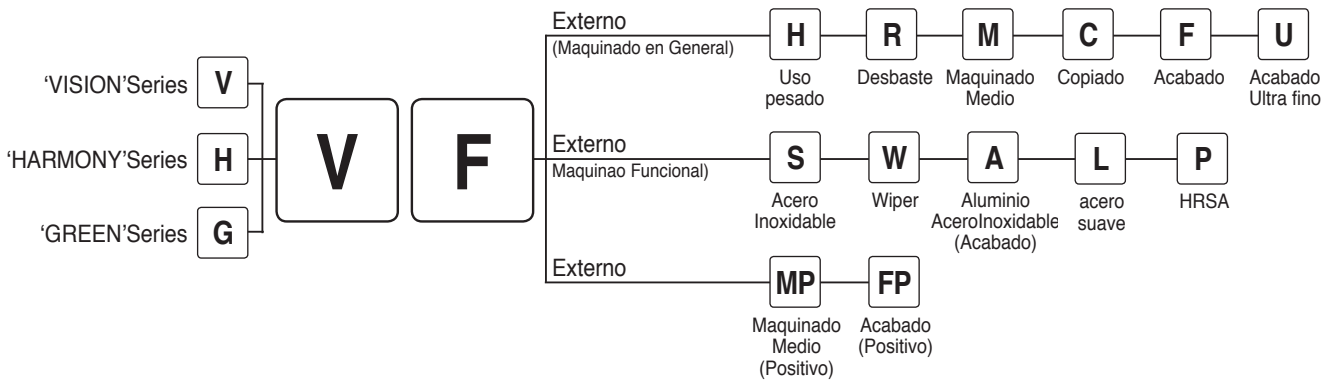 'VISION'Series
V
'HARMONY'Series
H
'GREEN'Series
G
V
F
Externo
(Maquinado en General)
H
Uso
pesado
R
Desbaste
M
Maquinado
Medio
C
Copiado
F
Acabado
U
Acabado
Ultra fino
Externo
Maquinao Funcional)
S
Acero
Inoxidable
W
Wiper
A
Aluminio
AceroInoxidable
(Acabado)
L
acero
suave
P
HRSA
Externo
MP
Maquinado
Medio
(Positivo)
FP
Acabado
(Positivo)